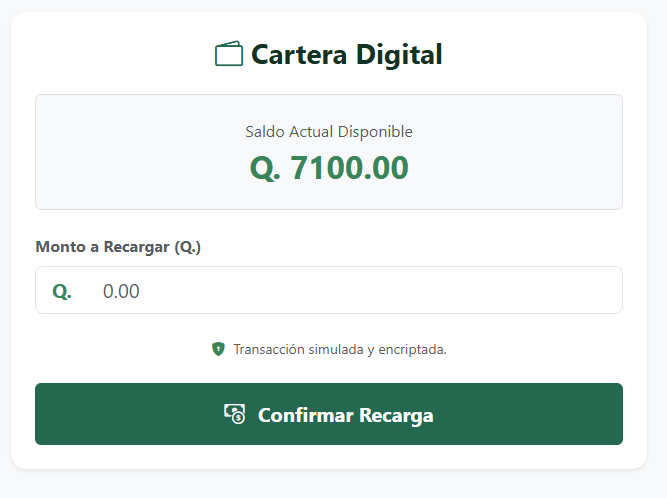 Cartera Digital
Saldo Actual Disponible
Q. 7100.00
Monto a Recargar (Q.)
Q. 0.00
Transacción simulada y encriptada.
Confirmar Recarga